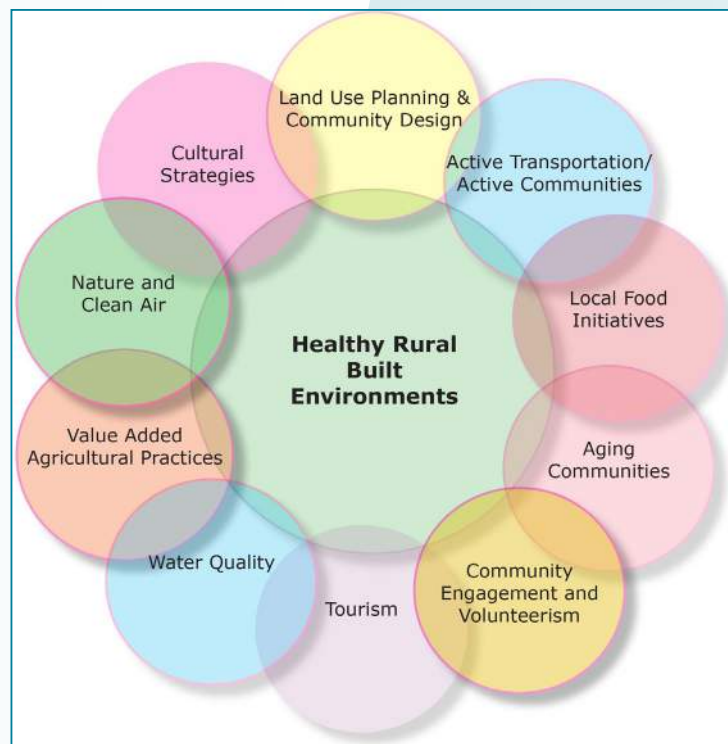 Land Use Planning &
Community Design
Active Transportation/
Active Communities
Local Food
Initiatives
Aging
Communities
Community
Engagement and
Volunteerism
Tourism
Water Quality
Value Added
Agricultural Practices
Nature and
Clean Air
Cultural
Strategies
Healthy Rural
Built
Environments